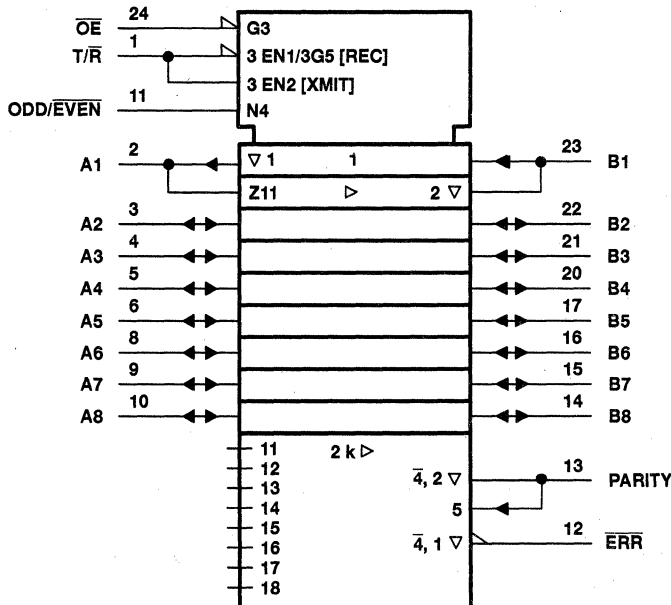 24
OE G3
1
T/R 3 EN1/3G5 [REC]
3 EN2 [XMIT]
11
ODD/EVEN N4
2 23
A1 ▽ 1 1 B1
Z11 ▷ 2 ▽
3 22
A2 B2
4 21
A3 B3
5 20
A4 B4
6 17
A5 B5
8 16
A6 B6
9 15
A7 B7
10 14
A8 B8
11 2 k ▷
12 13
13 4, 2 ▽ PARITY
14 5
15 12
16 4, 1 ▽ ERR
17
18